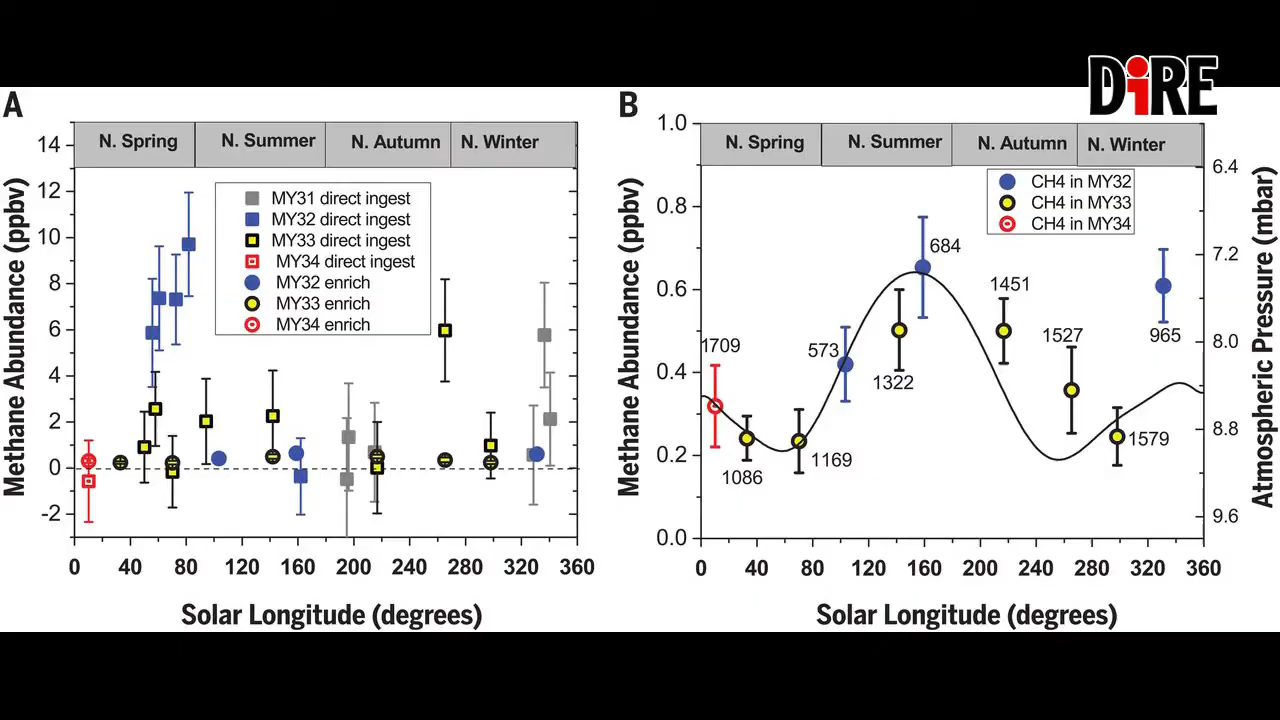 DiRE
A
N. Spring N. Summer N. Autumn N. Winter
MY31 direct ingest
MY32 direct ingest
MY33 direct ingest
MY34 direct ingest
MY32 enrich
MY33 enrich
MY34 enrich
Methane Abundance (ppbv)
14
12
10
8
6
4
2
0
-2
0 40 80 120 160 200 240 280 320 360
Solar Longitude (degrees)
B
N. Spring N. Summer N. Autumn N. Winter
CH4 in MY32
CH4 in MY33
CH4 in MY34
Methane Abundance (ppbv)
1.0
0.8
0.6
0.4
0.2
0.0
1709
1086
1169
573
1322
684
1451
1527
1579
965
6.4
7.2
8.0
8.8
9.6
Atmospheric Pressure (mbar)
0 40 80 120 160 200 240 280 320 360
Solar Longitude (degrees)